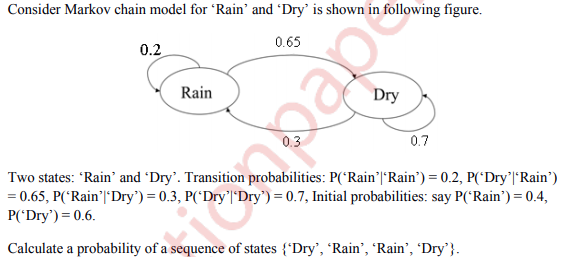 Consider Markov chain model for ‘Rain’ and ‘Dry’ is shown in following figure.
0.65
0.2
Rain
Dry
0.3
0.7
Two states: ‘Rain’ and ‘Dry’. Transition probabilities: P(‘Rain’|‘Rain’) = 0.2, P(‘Dry’|‘Rain’)
= 0.65, P(‘Rain’|‘Dry’) = 0.3, P(‘Dry’|‘Dry’) = 0.7, Initial probabilities: say P(‘Rain’) = 0.4,
P(‘Dry’) = 0.6.
Calculate a probability of a sequence of states {‘Dry’, ‘Rain’, ‘Rain’, ‘Dry’}.
tionpape